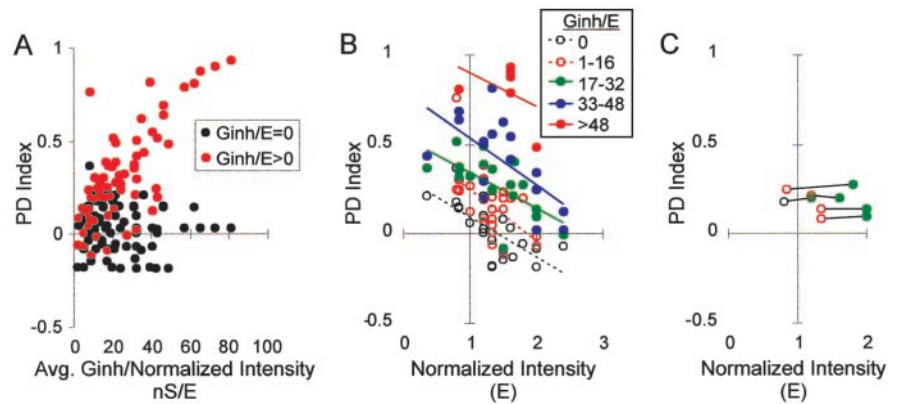 A
PD Index
1
0.5
0
-0.5
0 20 40 60 80 100
Avg. Ginh/Normalized Intensity
nS/E
Ginh/E=0
Ginh/E>0
B
PD Index
1
0.5
0
-0.5
0 1 2 3
Normalized Intensity
(E)
Ginh/E
0
1-16
17-32
33-48
>48
C
PD Index
1
0.5
0
-0.5
0 1 2
Normalized Intensity
(E)